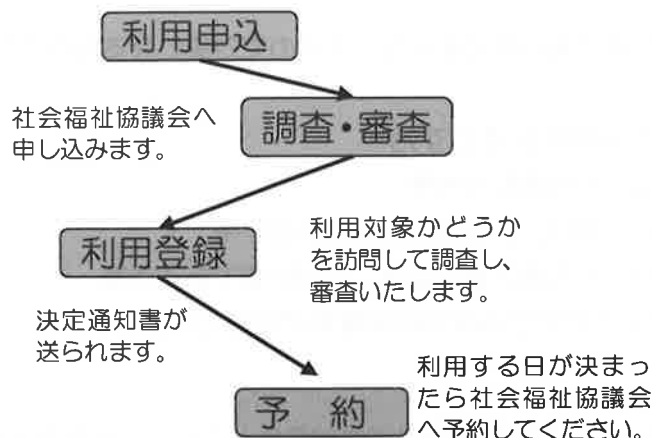 利用申込
社会福祉協議会へ
申し込みます。
調査・審査
利用登録
利用対象かどうか
を訪問して調査し、
審査いたします。
決定通知書が
送られます。
予 約
利用する日が決まっ
たら社会福祉協議会
へ予約してください。